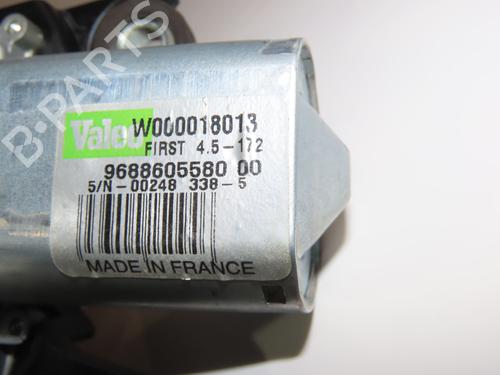 B-PARTS
Valeo
W000018013
FIRST 4.5-172
9688605580 00
S/N-00248 338-5
MADE IN FRANCE